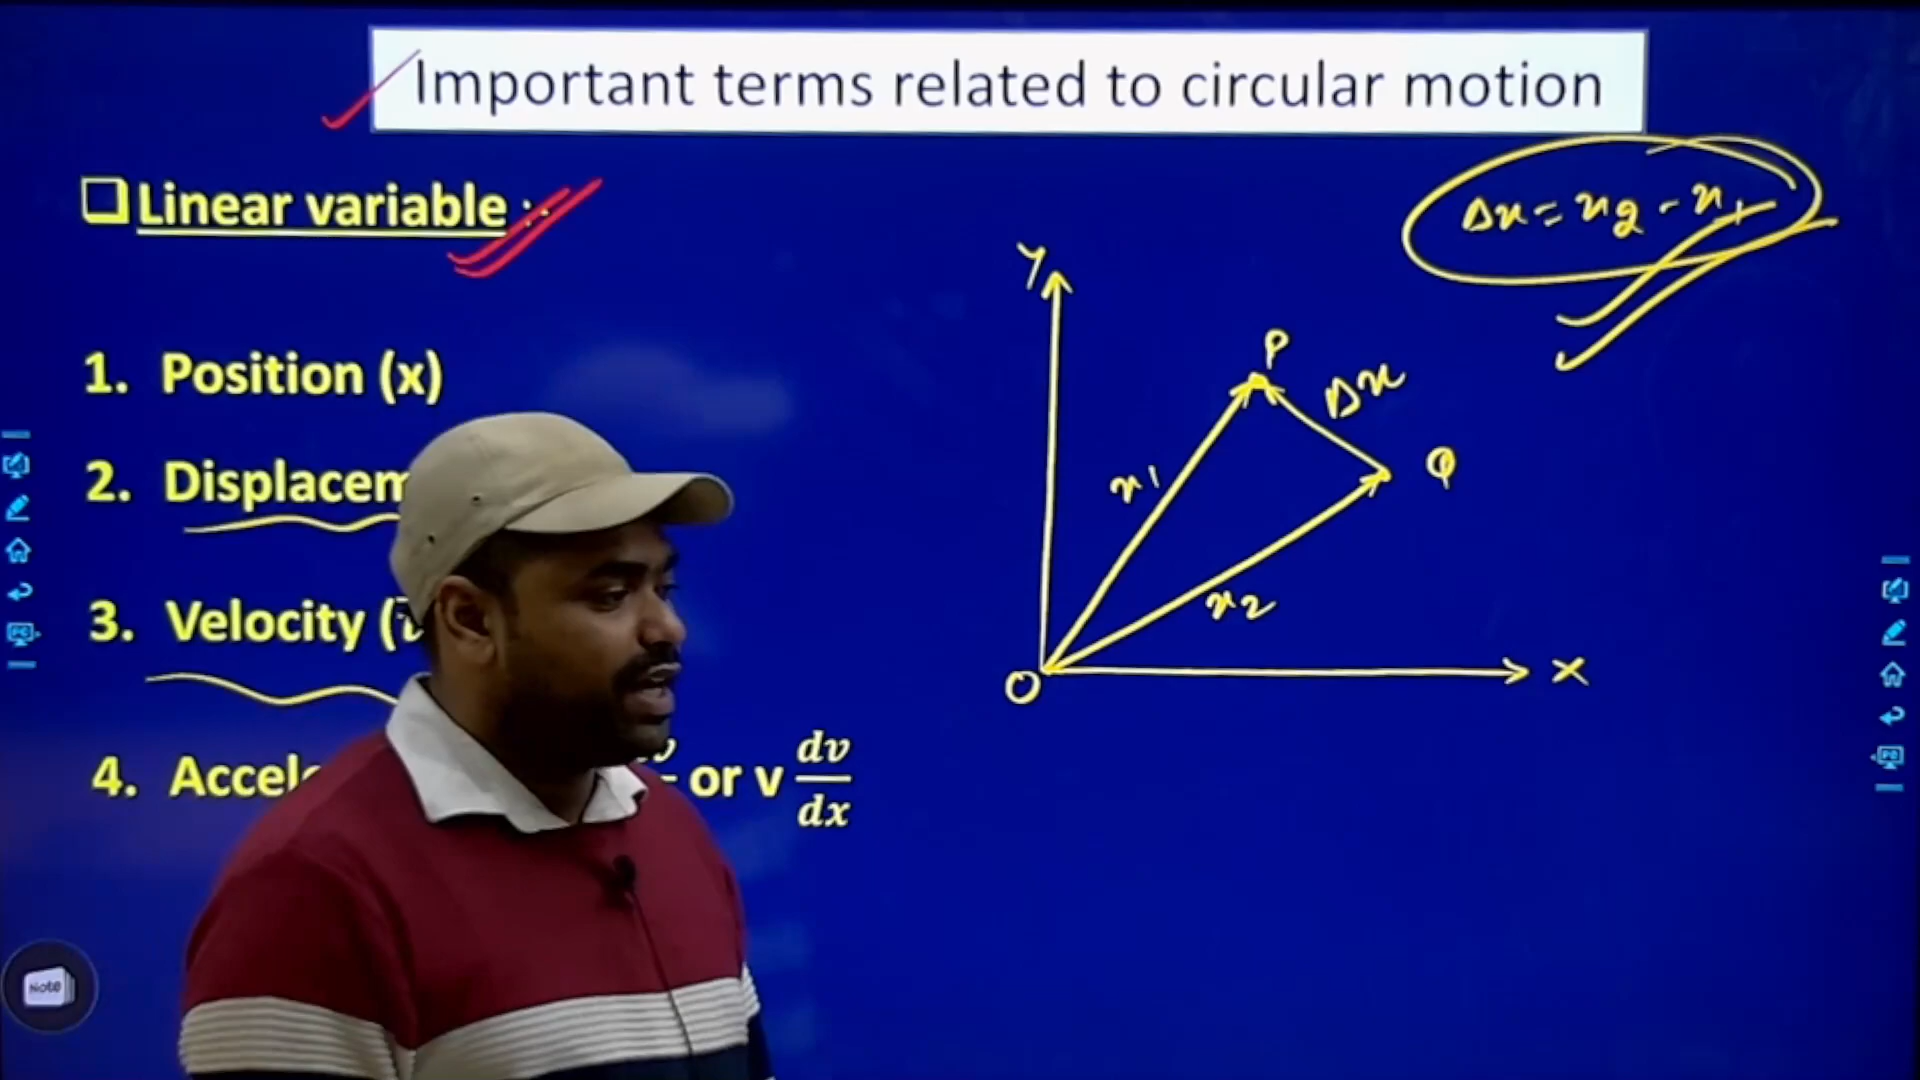 Important terms related to circular motion
Linear variable :
Δx = x2 - x1
Y
P
Δx
1. Position (x)
x1
Q
2. Displacem
x2
3. Velocity (
O
X
4. Accele
or v dv/dx
Note